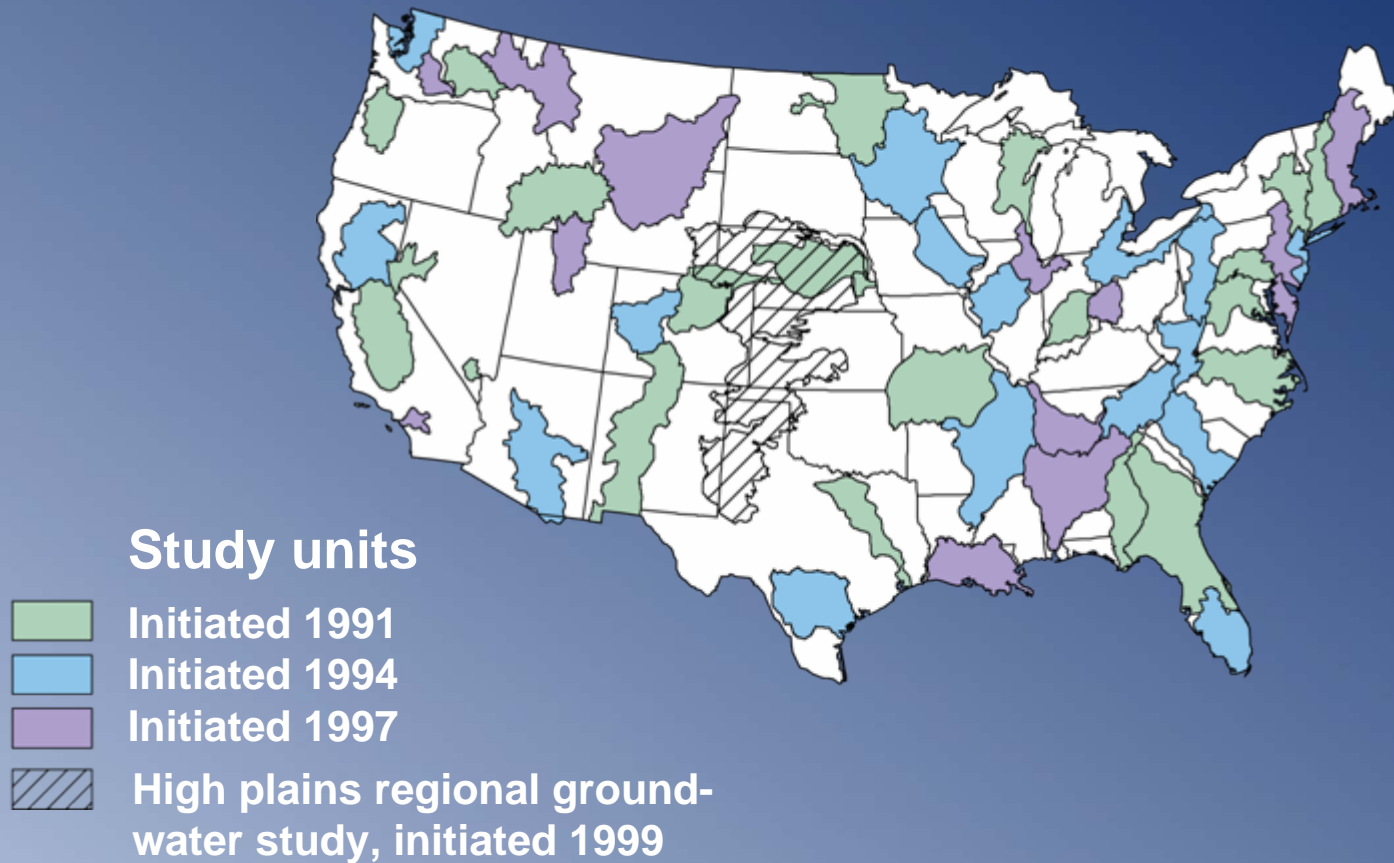 Study units
Initiated 1991
Initiated 1994
Initiated 1997
High plains regional ground-
water study, initiated 1999